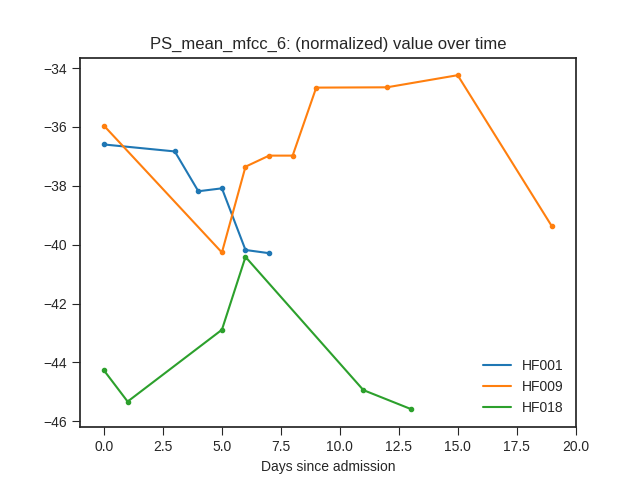 PS_mean_mfcc_6: (normalized) value over time
−34
−36
−38
−40
−42
−44
−46
HF001
HF009
HF018
0.0 2.5 5.0 7.5 10.0 12.5 15.0 17.5 20.0
Days since admission